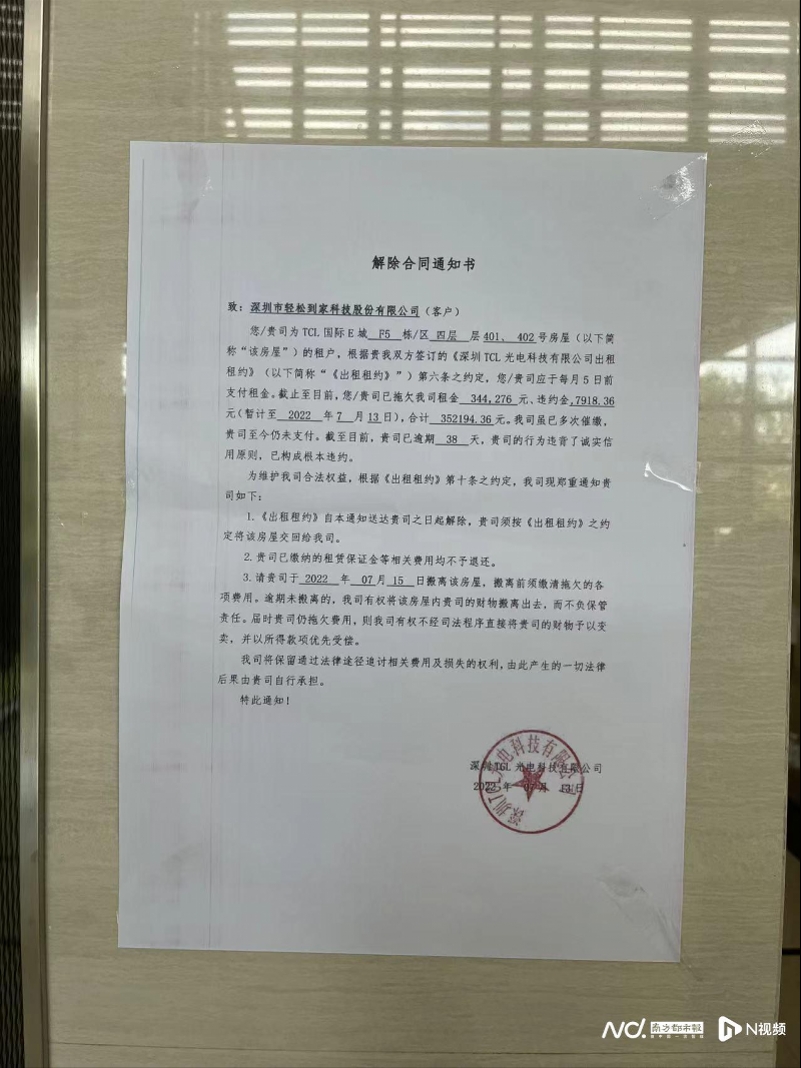 解除合同通知书
致：深圳市轻松到家科技股份有限公司（客户）
您/贵司为 TCL 国际 E 城 F5 栋/区 四层 层 401、402 号房屋（以下简
称“该房屋”）的租户，根据贵我双方签订的《深圳 TCL 光电科技有限公司出租
租约》（以下简称“《出租租约》”）第六条之约定，您/贵司应于每月 5 日前
支付租金。截止至目前，您/贵司已拖欠我司租金 344,276 元、违约金 7918.36
元（暂计至 2022 年 7 月 13 日），合计 352194.36 元。我司虽已多次催缴，
贵司至今仍未支付。截至目前，贵司已逾期 38 天，贵司的行为违背了诚实信
用原则，已构成根本违约。
为维护我司合法权益，根据《出租租约》第十条之约定，我司现郑重通知贵
司如下：
1.《出租租约》自本通知送达贵司之日起解除，贵司须按《出租租约》之约
定将该房屋交回给我司。
2. 贵司已缴纳的租赁保证金等相关费用均不予退还。
3. 请贵司于 2022 年 07 月 15 日搬离该房屋，搬离前须缴清拖欠的各
项费用。逾期未搬离的，我司有权将该房屋内贵司的财物搬离出去，而不负保管
责任。届时贵司仍拖欠费用，则我司有权不经司法程序直接将贵司的财物予以变
卖，并以所得款项优先受偿。
我司将保留通过法律途径追讨相关费用及损失的权利，由此产生的一切法律
后果由贵司自行承担。
特此通知！
深圳 TCL 光电科技有限公司
2022 年 07 月 13 日
深圳TCL光电科技有限公司
南方都市报
N视频